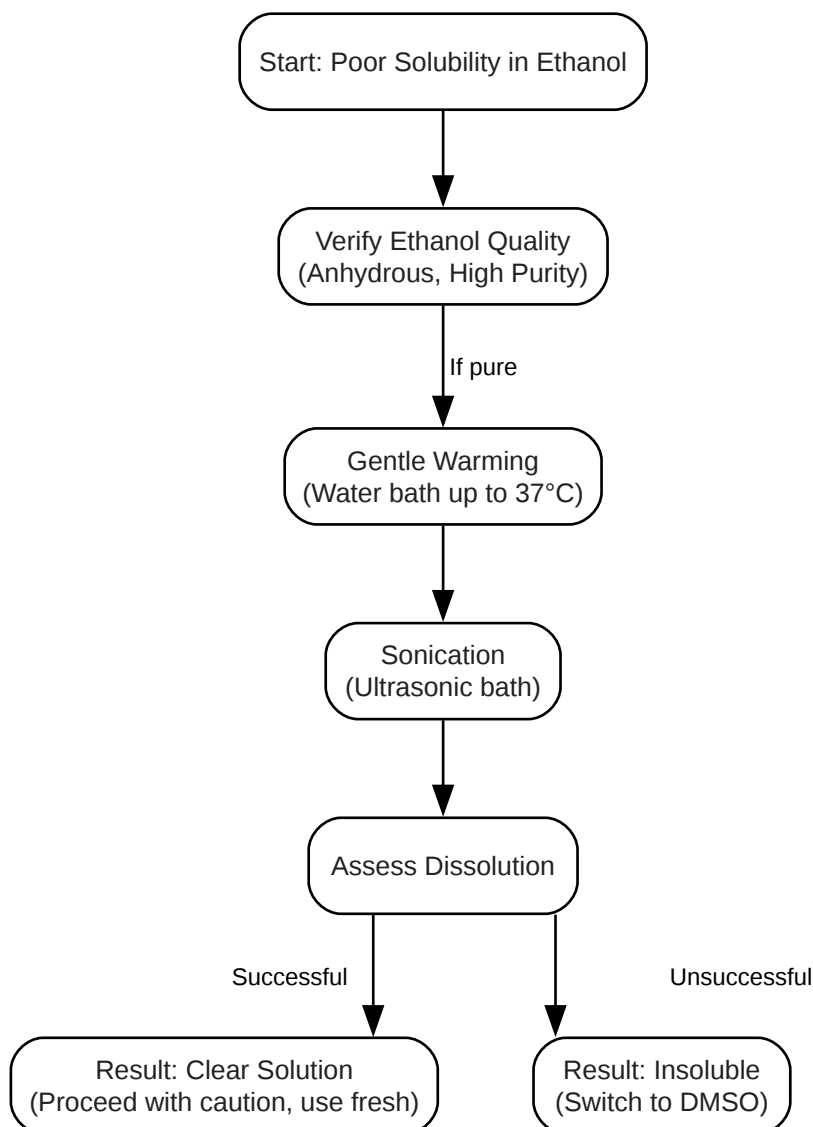 Start: Poor Solubility in Ethanol
Verify Ethanol Quality
(Anhydrous, High Purity)
If pure
Gentle Warming
(Water bath up to 37°C)
Sonication
(Ultrasonic bath)
Assess Dissolution
Successful
Unsuccessful
Result: Clear Solution
(Proceed with caution, use fresh)
Result: Insoluble
(Switch to DMSO)